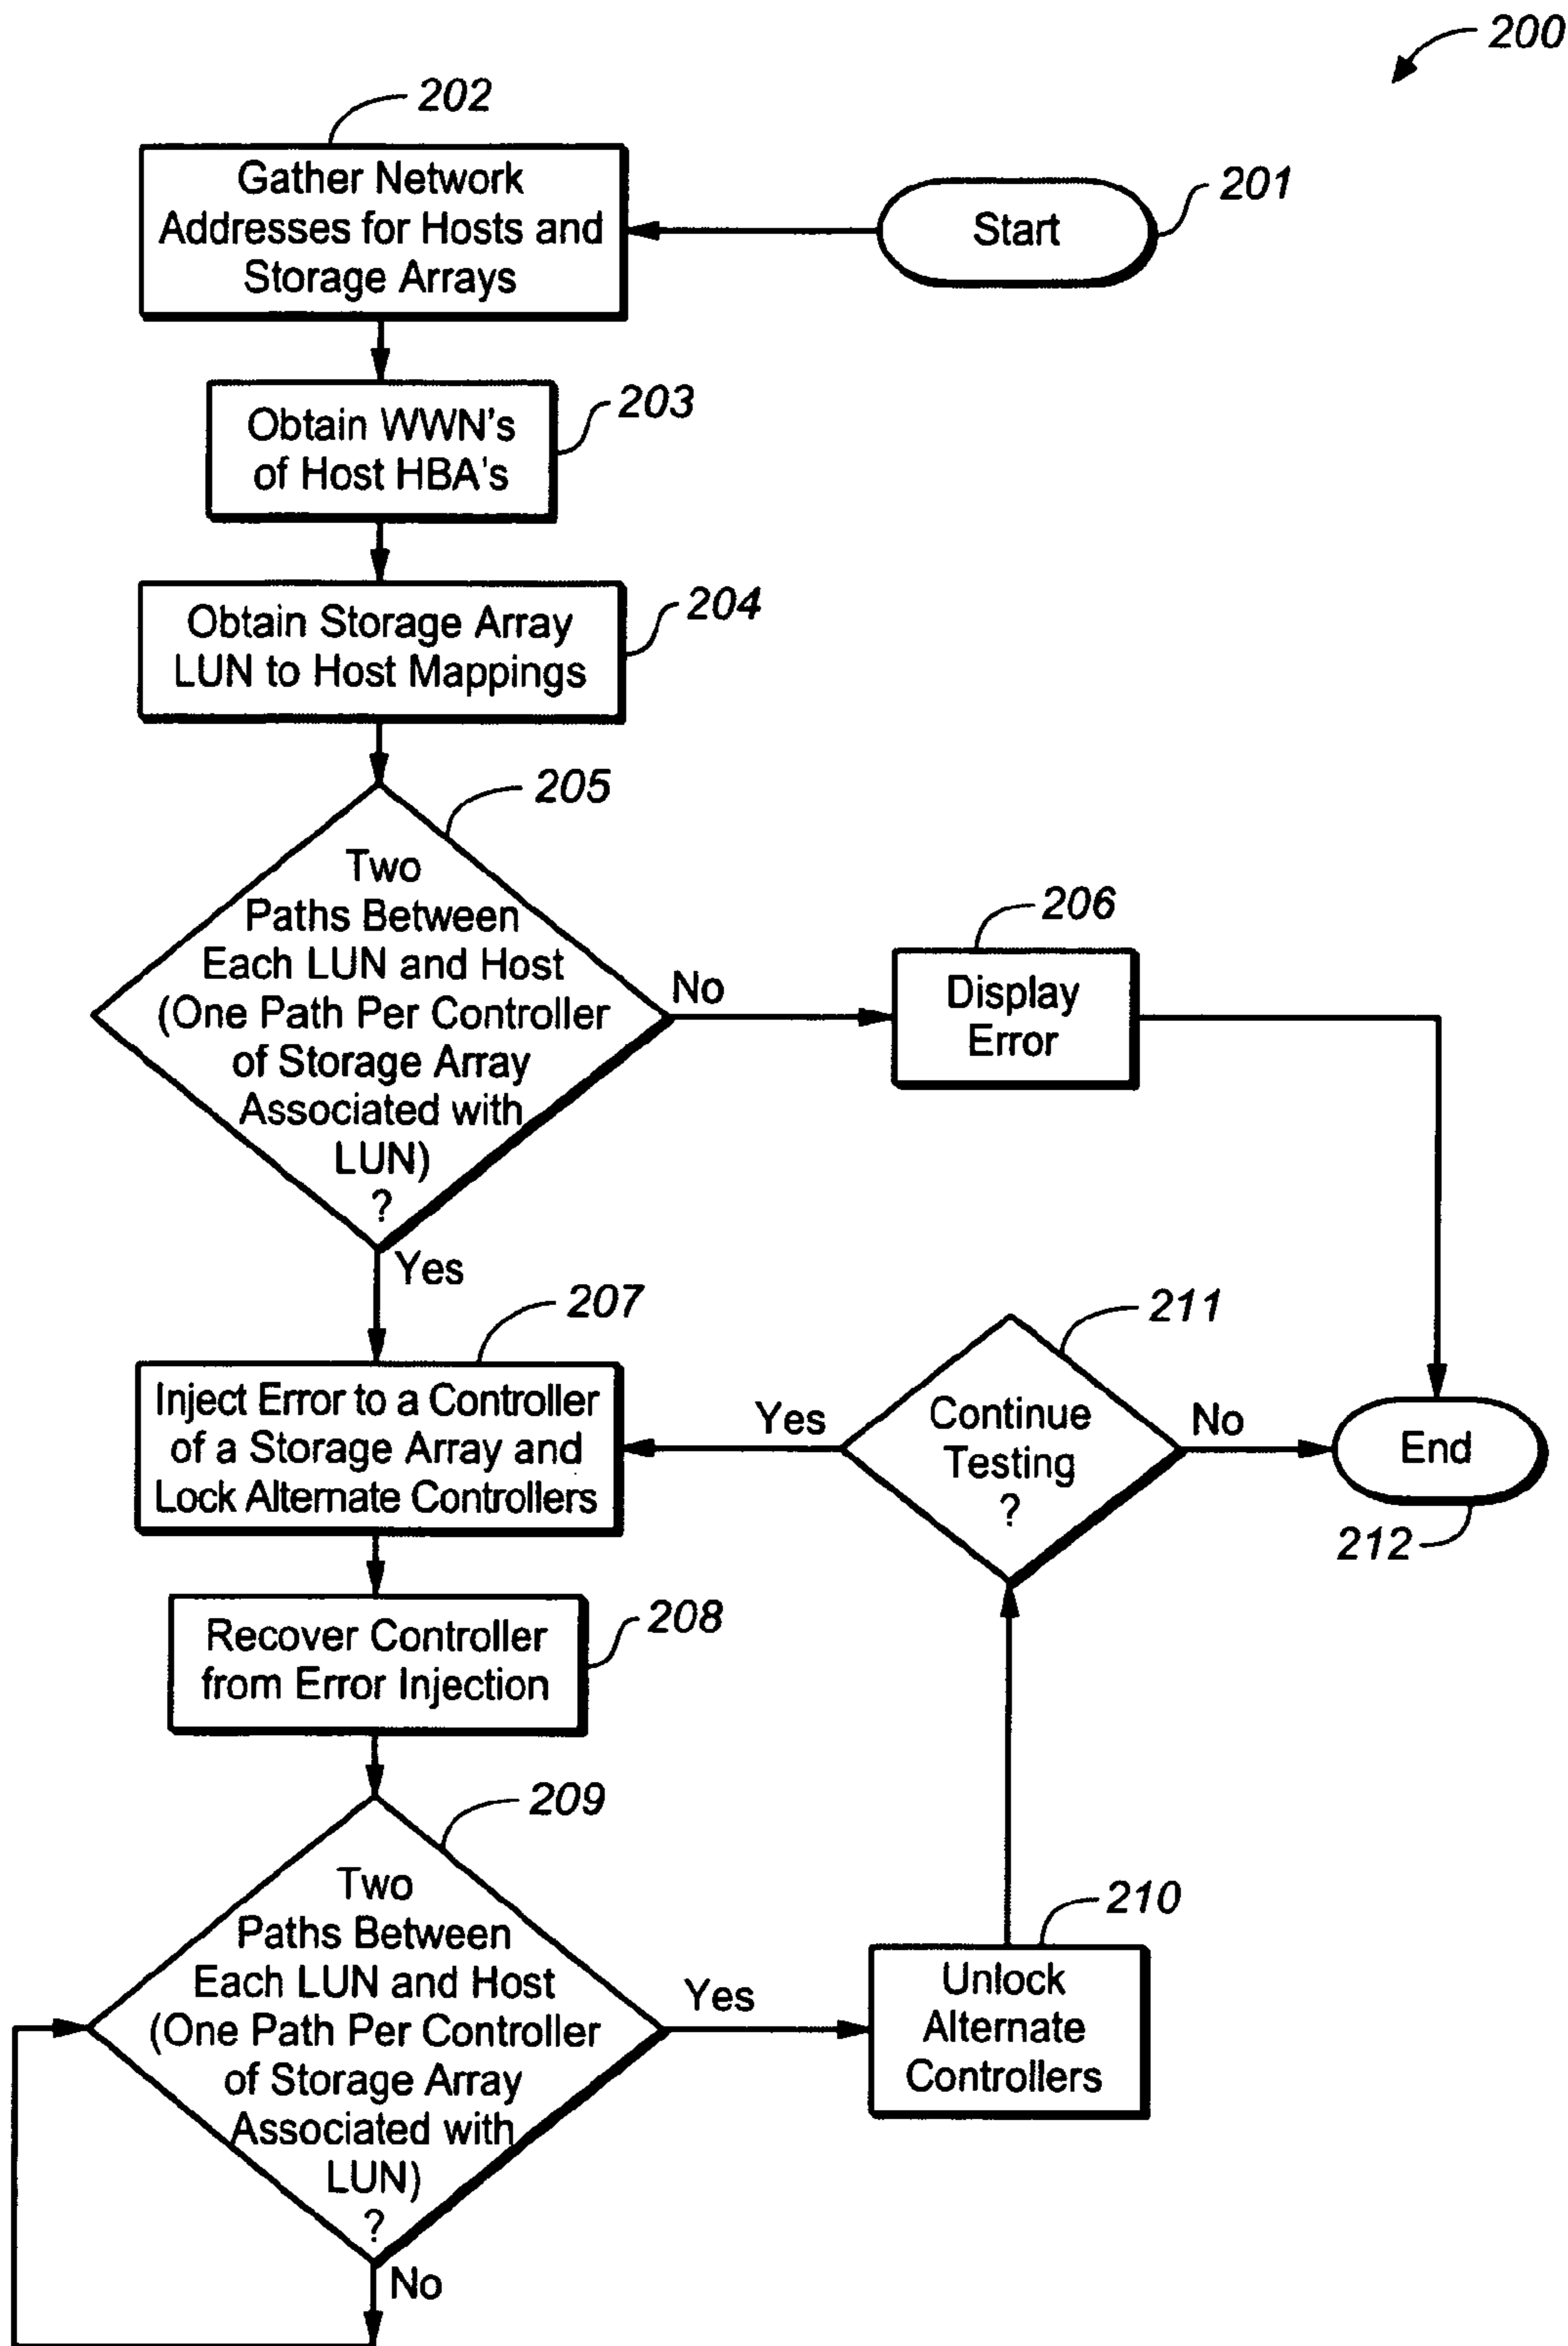 200
202
Gather Network
Addresses for Hosts and
Storage Arrays
Start
201
Obtain WWN's
of Host HBA's
203
Obtain Storage Array
LUN to Host Mappings
204
205
Two
Paths Between
Each LUN and Host
(One Path Per Controller
of Storage Array
Associated with
LUN)
?
No
206
Display
Error
Yes
207
Inject Error to a Controller
of a Storage Array and
Lock Alternate Controllers
Yes
211
Continue
Testing
?
No
End
212
Recover Controller
from Error Injection
208
209
Two
Paths Between
Each LUN and Host
(One Path Per Controller
of Storage Array
Associated with
LUN)
?
Yes
210
Unlock
Alternate
Controllers
No